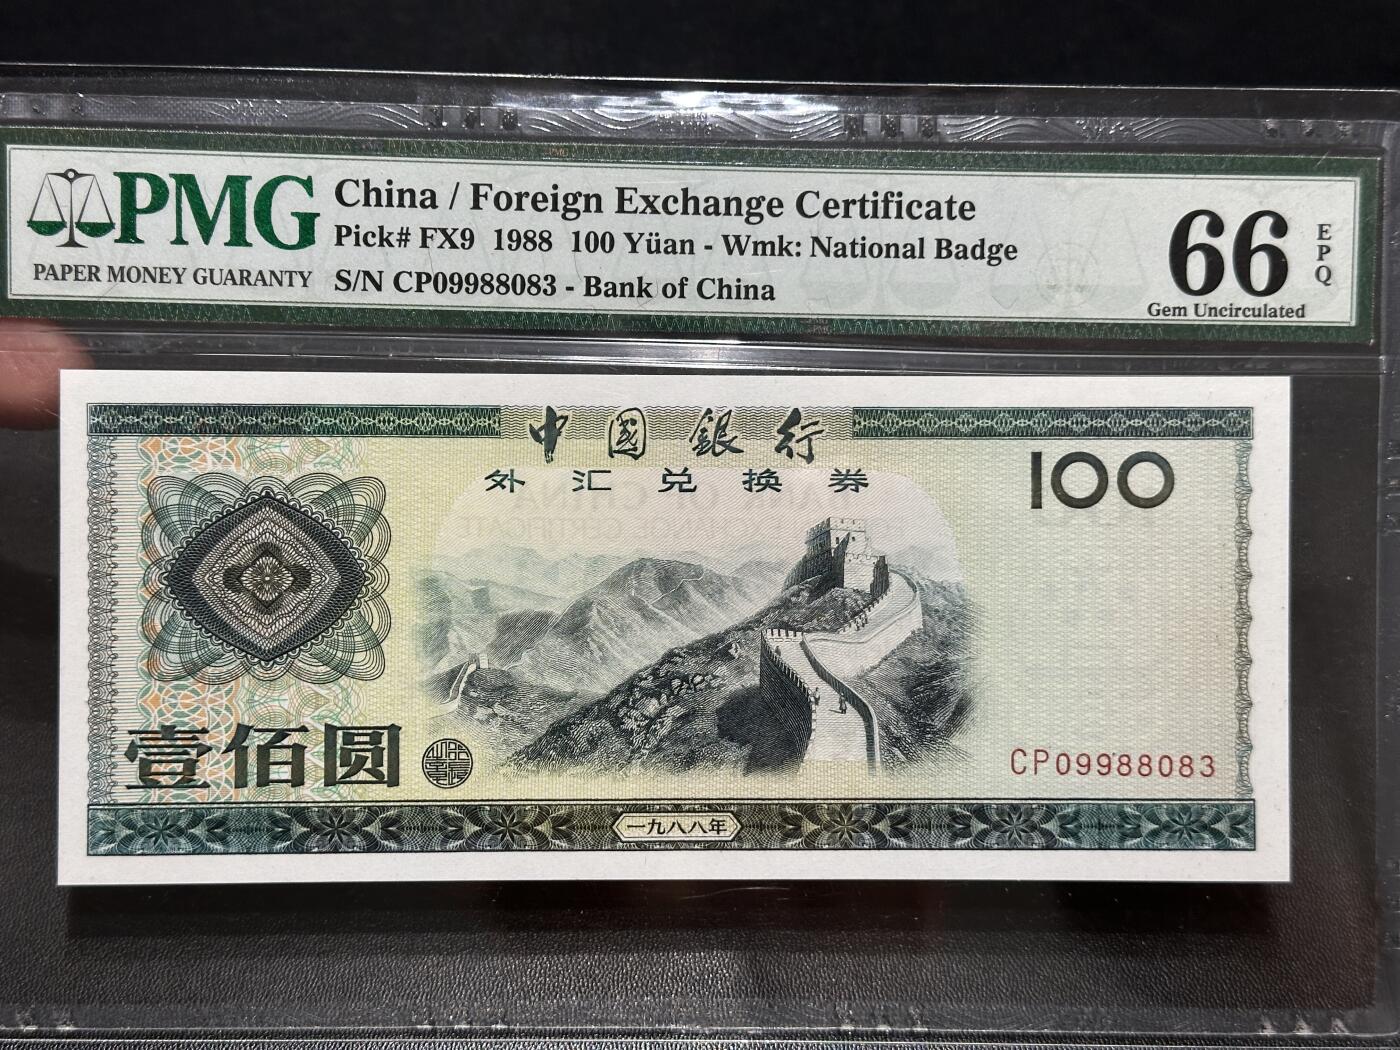 PMG
PAPER MONEY GUARANTY
China / Foreign Exchange Certificate
Pick# FX9 1988 100 Yüan - Wmk: National Badge
S/N CP09988083 - Bank of China
66
EPQ
Gem Uncirculated
中國銀行
外汇兑换券
100
壹佰圆
CP09988083
一九八八年